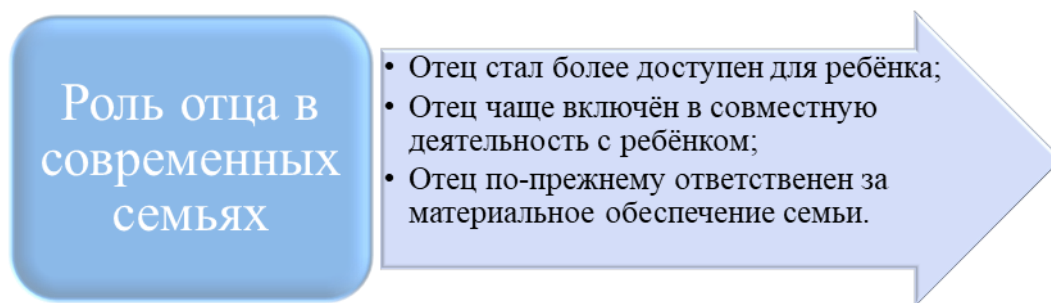 Роль отца в
современных
семьях
• Отец стал более доступен для ребёнка;
• Отец чаще включён в совместную
деятельность с ребёнком;
• Отец по-прежнему ответственен за
материальное обеспечение семьи.